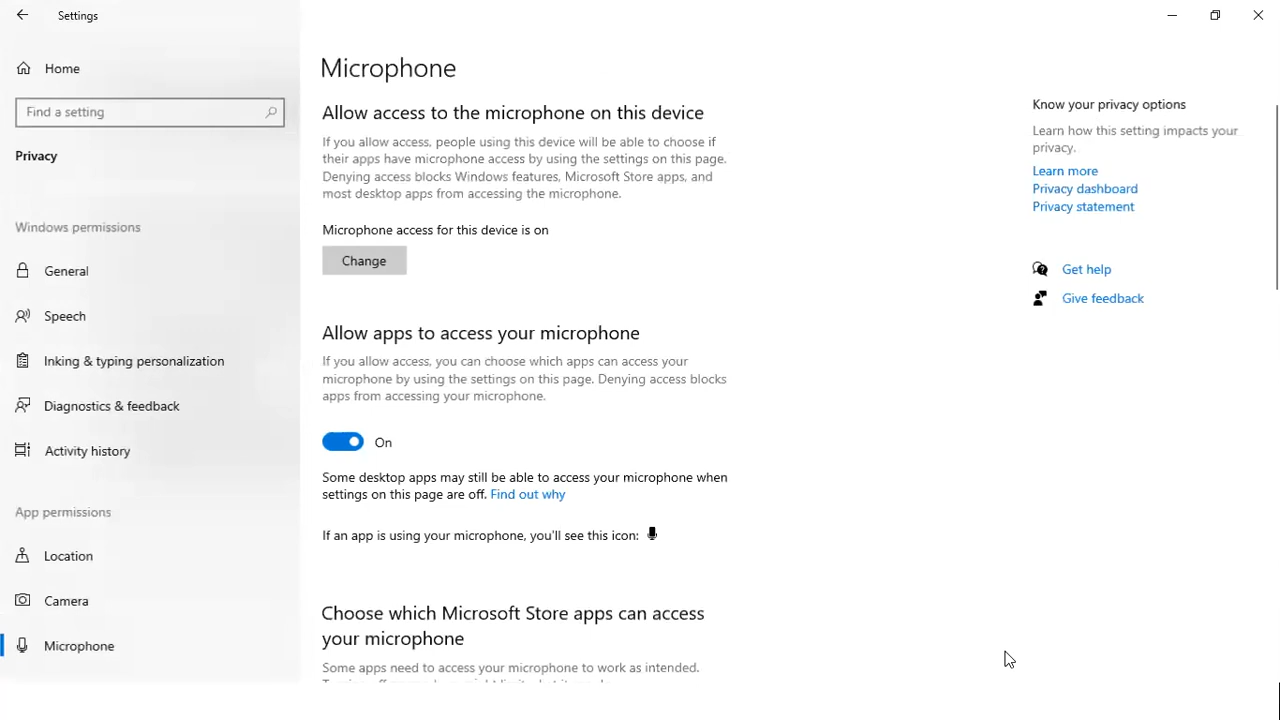 Settings
Home
Find a setting
Privacy
Windows permissions
General
Speech
Inking & typing personalization
Diagnostics & feedback
Activity history
App permissions
Location
Camera
Microphone
Microphone
Allow access to the microphone on this device
If you allow access, people using this device will be able to choose if
their apps have microphone access by using the settings on this page.
Denying access blocks Windows features, Microsoft Store apps, and
most desktop apps from accessing the microphone.
Microphone access for this device is on
Change
Allow apps to access your microphone
If you allow access, you can choose which apps can access your
microphone by using the settings on this page. Denying access blocks
apps from accessing your microphone.
On
Some desktop apps may still be able to access your microphone when
settings on this page are off. Find out why
If an app is using your microphone, you'll see this icon:
Choose which Microsoft Store apps can access
your microphone
Some apps need to access your microphone to work as intended.
Know your privacy options
Learn how this setting impacts your
privacy.
Learn more
Privacy dashboard
Privacy statement
Get help
Give feedback